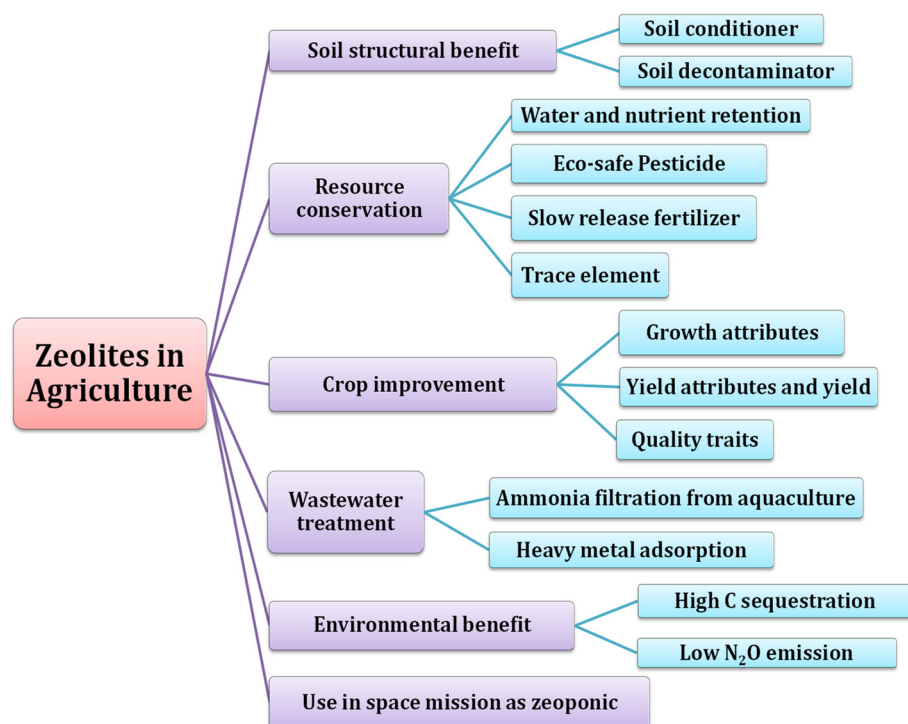 Zeolites in
Agriculture
Soil structural benefit
Soil conditioner
Soil decontaminator
Resource
conservation
Water and nutrient retention
Eco-safe Pesticide
Slow release fertilizer
Trace element
Crop improvement
Growth attributes
Yield attributes and yield
Quality traits
Wastewater
treatment
Ammonia filtration from aquaculture
Heavy metal adsorption
Environmental benefit
High C sequestration
Low N₂O emission
Use in space mission as zeoponic